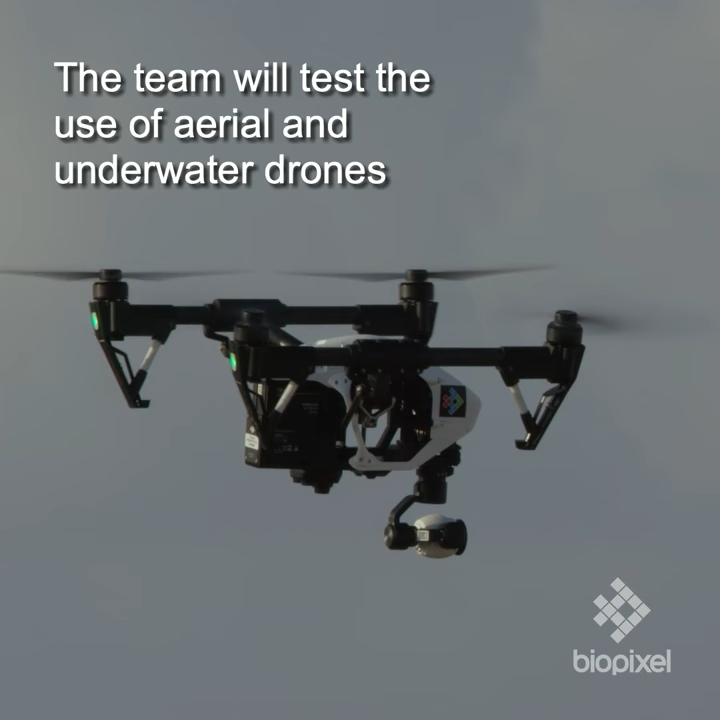 The team will test the
use of aerial and
underwater drones
biopixel